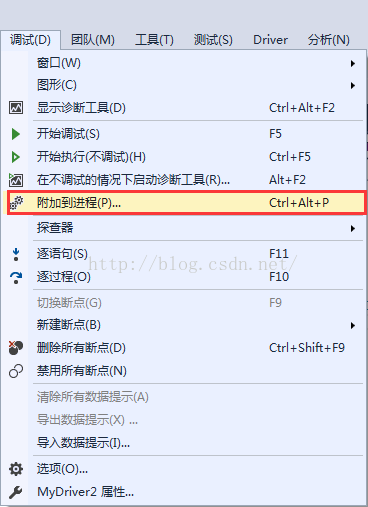 调试(D) 团队(M) 工具(T) 测试(S) Driver 分析(N)
窗口(W)
图形(C)
显示诊断工具(D) Ctrl+Alt+F2
开始调试(S) F5
开始执行(不调试)(H) Ctrl+F5
在不调试的情况下启动诊断工具(R)... Alt+F2
附加到进程(P)... Ctrl+Alt+P
探查器
逐语句(S) F11
http://blog.csdn.net/
逐过程(O) F10
切换断点(G) F9
新建断点(B)
删除所有断点(D) Ctrl+Shift+F9
禁用所有断点(N)
清除所有数据提示(A)
导出数据提示(X) ...
导入数据提示(I)...
选项(O)...
MyDriver2 属性...